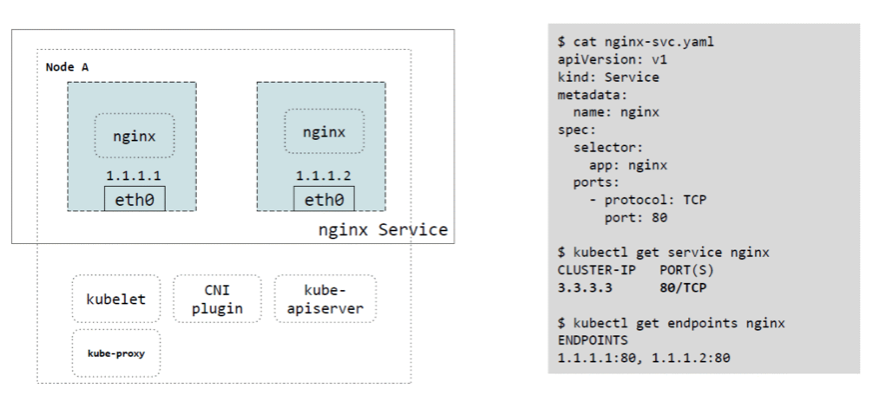 Node A
nginx
nginx
1.1.1.1
1.1.1.2
eth0
eth0
nginx Service
kubelet
CNI
plugin
kube-
apiserver
kube-proxy
$ cat nginx-svc.yaml
apiVersion: v1
kind: Service
metadata:
  name: nginx
spec:
  selector:
    app: nginx
  ports:
    - protocol: TCP
      port: 80
$ kubectl get service nginx
CLUSTER-IP   PORT(S)
3.3.3.3      80/TCP
$ kubectl get endpoints nginx
ENDPOINTS
1.1.1.1:80, 1.1.1.2:80